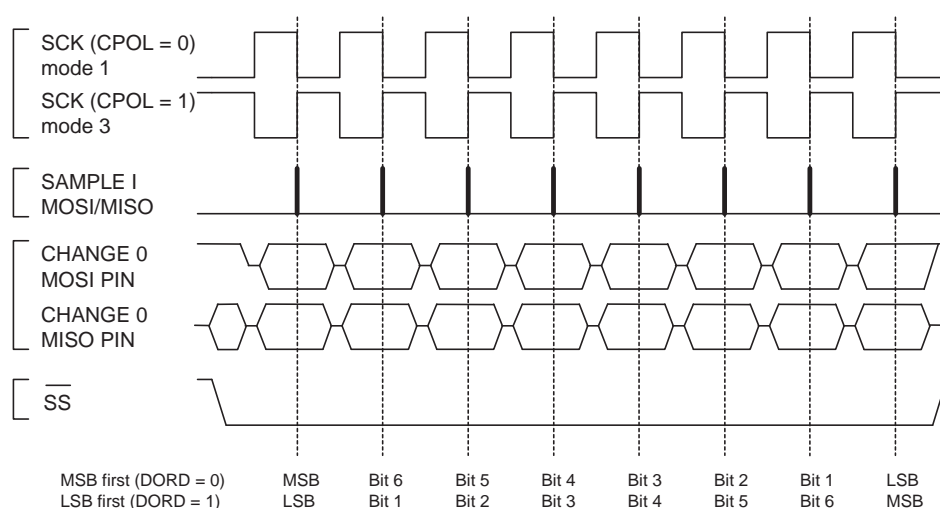 SCK (CPOL = 0)
mode 1
SCK (CPOL = 1)
mode 3
SAMPLE I
MOSI/MISO
CHANGE 0
MOSI PIN
CHANGE 0
MISO PIN
SS
MSB first (DORD = 0) MSB Bit 6 Bit 5 Bit 4 Bit 3 Bit 2 Bit 1 LSB
LSB first (DORD = 1) LSB Bit 1 Bit 2 Bit 3 Bit 4 Bit 5 Bit 6 MSB